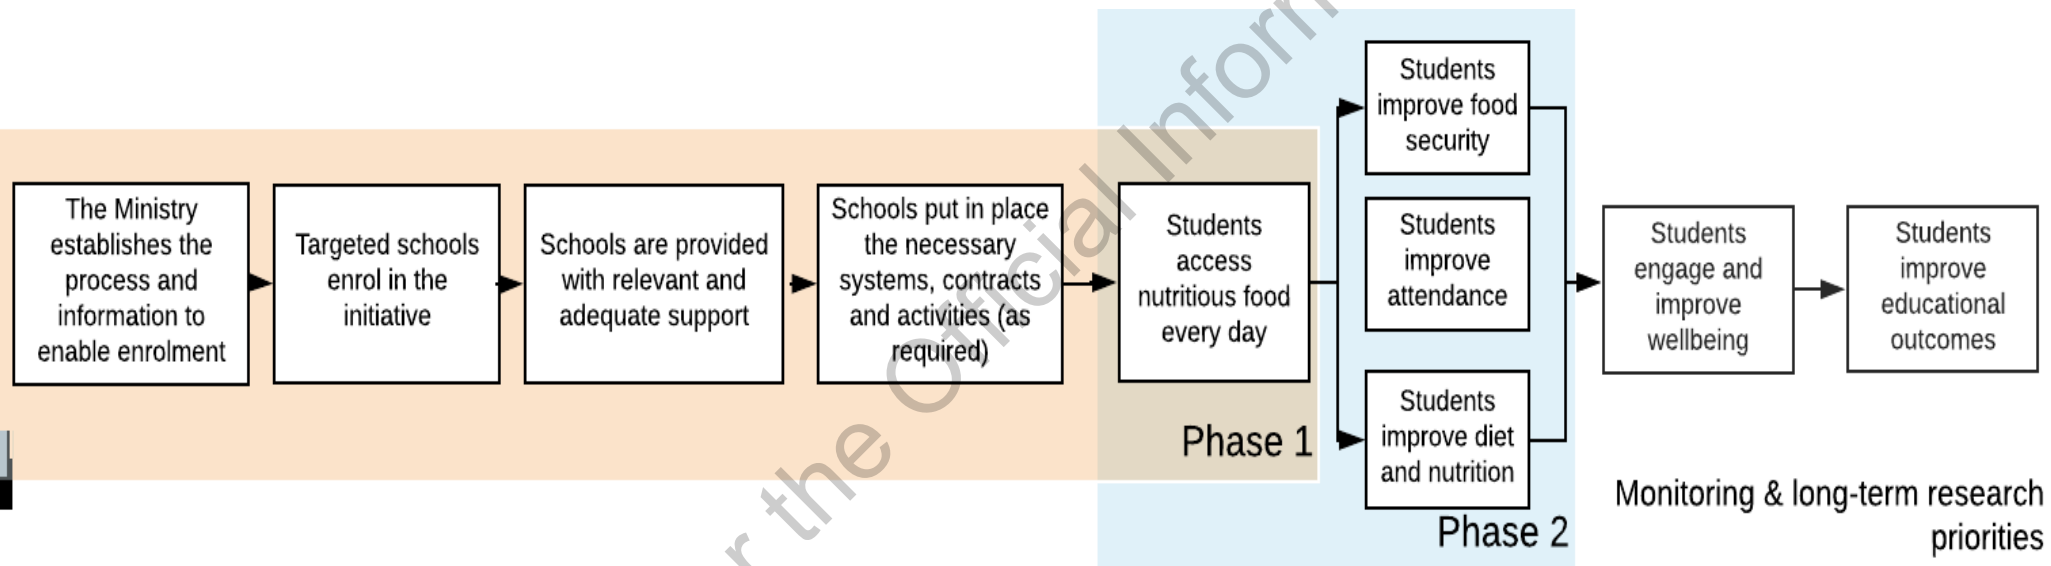 The Ministry
establishes the
process and
information to
enable enrolment
Targeted schools
enrol in the
initiative
Schools are provided
with relevant and
adequate support
Schools put in place
the necessary
systems, contracts
and activities (as
required)
Students
access
nutritious food
every day
Phase 1
Students
improve food
security
Students
improve
attendance
Students
improve diet
and nutrition
Phase 2
Students
engage and
improve
wellbeing
Students
improve
educational
outcomes
Monitoring & long-term research
priorities
the Official